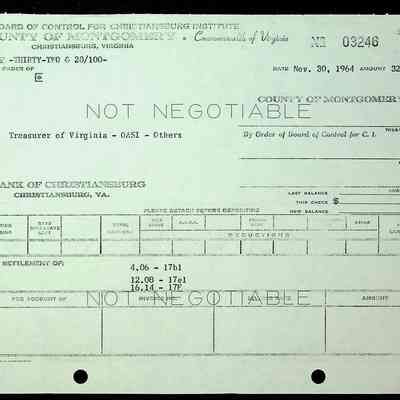 BOARD OF CONTROL FOR CHRISTIANSBURG INSTITUTE
COUNTY OF MONTGOMERY • Commonwealth of Virginia № 03246
CHRISTIANSBURG, VIRGINIA
-THIRTY-TWO & 28/100-
ORDER OF
DATE Nov. 30, 1964 AMOUNT 32
COUNTY OF MONTGOMERY
NOT NEGOTIABLE
Treasurer of Virginia - OASI - Others
By Order of Board of Control for C. I.
BANK OF CHRISTIANSBURG
CHRISTIANSBURG, VA.
LAST BALANCE
THIS CHECK $
NEW BALANCE
PLEASE DETACH BEFORE DEPOSITING
DEDUCTIONS
SETTLEMENT OF:
4.06 - 17b1
12.08 - 17e1
16.14 - 17F
NOT NEGOTIABLE
FOR ACCOUNT OF
AMOUNT